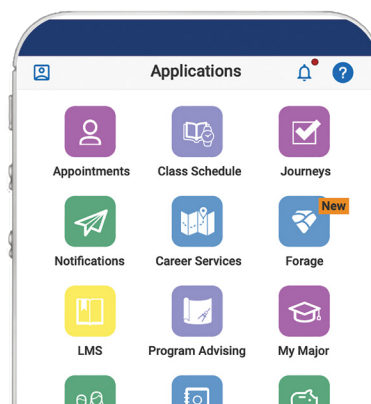 Applications
?
Appointments Class Schedule Journeys
New
Notifications Career Services Forage
LMS Program Advising My Major